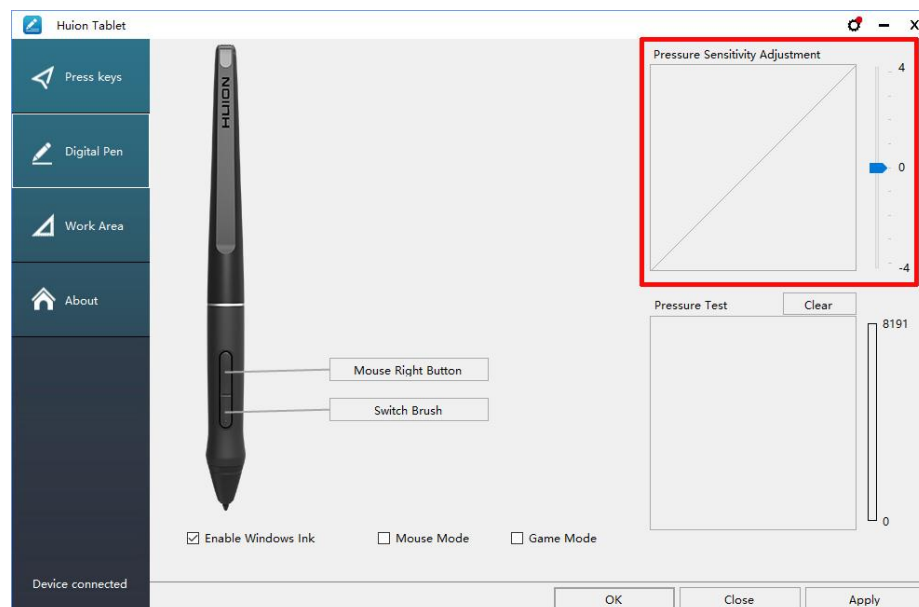 Huion Tablet
X
Press keys
Digital Pen
Work Area
About
Device connected
HUION
Mouse Right Button
Switch Brush
Enable Windows Ink
Mouse Mode
Game Mode
Pressure Sensitivity Adjustment
4
0
-4
Pressure Test
Clear
8191
0
OK
Close
Apply